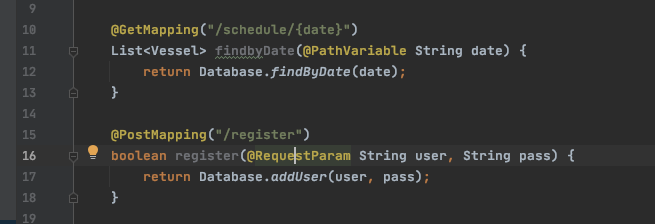 9
10 @GetMapping("/schedule/{date}")
11 List<Vessel> findbyDate(@PathVariable String date) {
12 return Database.findByDate(date);
13 }
14
15 @PostMapping("/register")
16 boolean register(@RequestParam String user, String pass) {
17 return Database.addUser(user, pass);
18 }
19